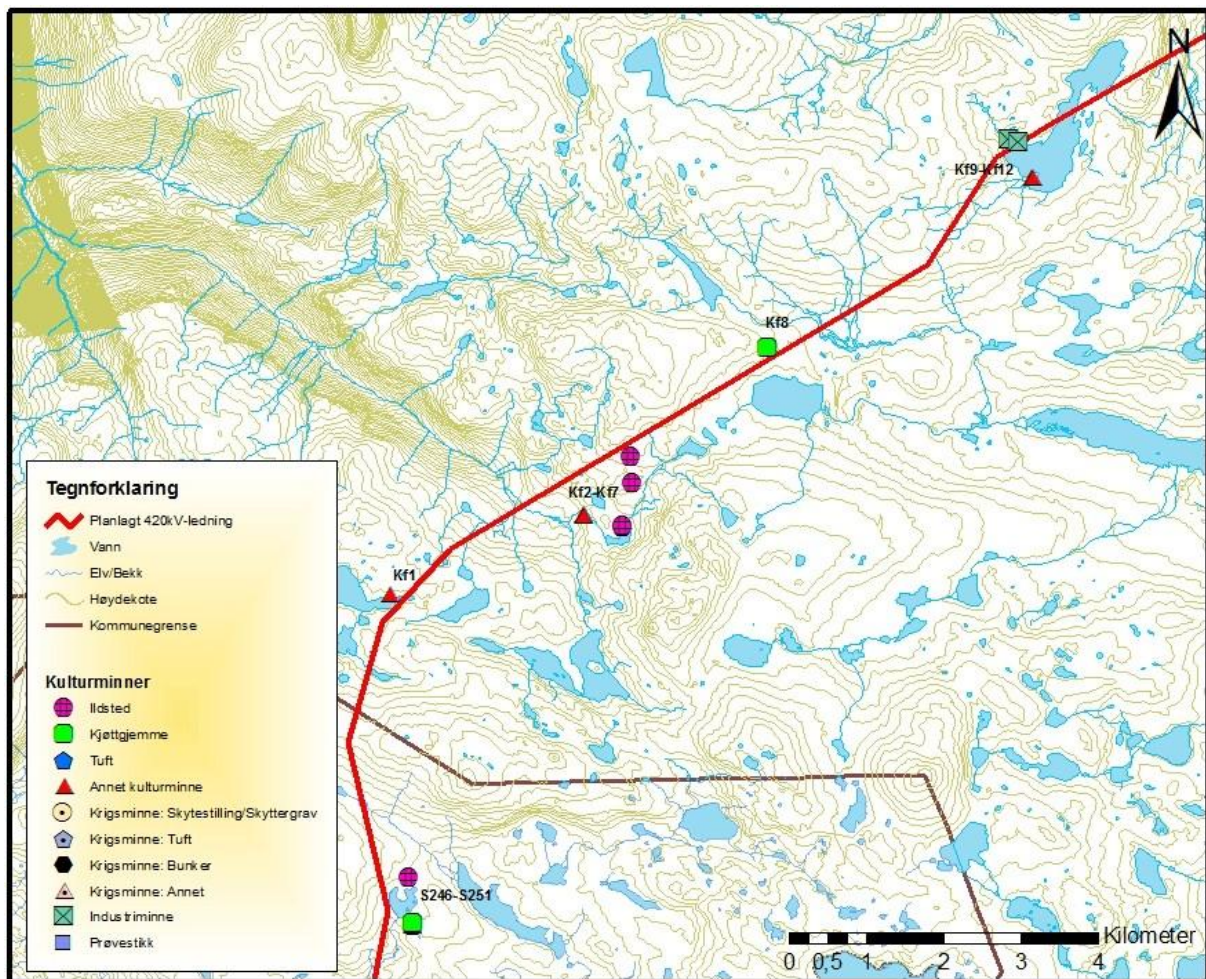 N
Kf9-Kf12
Kf8
Kf2-Kf7
Kf1
S246-S251
Tegnforklaring
Planlagt 420kV-ledning
Vann
Elv/Bekk
Høydekote
Kommunegrense
Kulturminner
Ildsted
Kjøttgjemme
Tuft
Annet kulturminne
Krigsminne: Skytestilling/Skyttergrav
Krigsminne: Tuft
Krigsminne: Bunker
Krigsminne: Annet
Industriminne
Prøvestikk
Kilometer
0 0,5 1 2 3 4